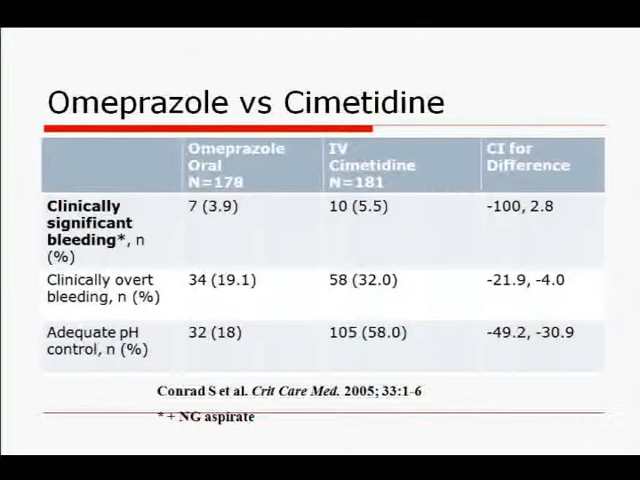 Omeprazole vs Cimetidine
Omeprazole Oral N=178
IV Cimetidine N=181
CI for Difference
Clinically significant bleeding*, n (%)
7 (3.9)
10 (5.5)
-100, 2.8
Clinically overt bleeding, n (%)
34 (19.1)
58 (32.0)
-21.9, -4.0
Adequate pH control, n (%)
32 (18)
105 (58.0)
-49.2, -30.9
Conrad S et al. Crit Care Med. 2005; 33:1-6
* + NG aspirate